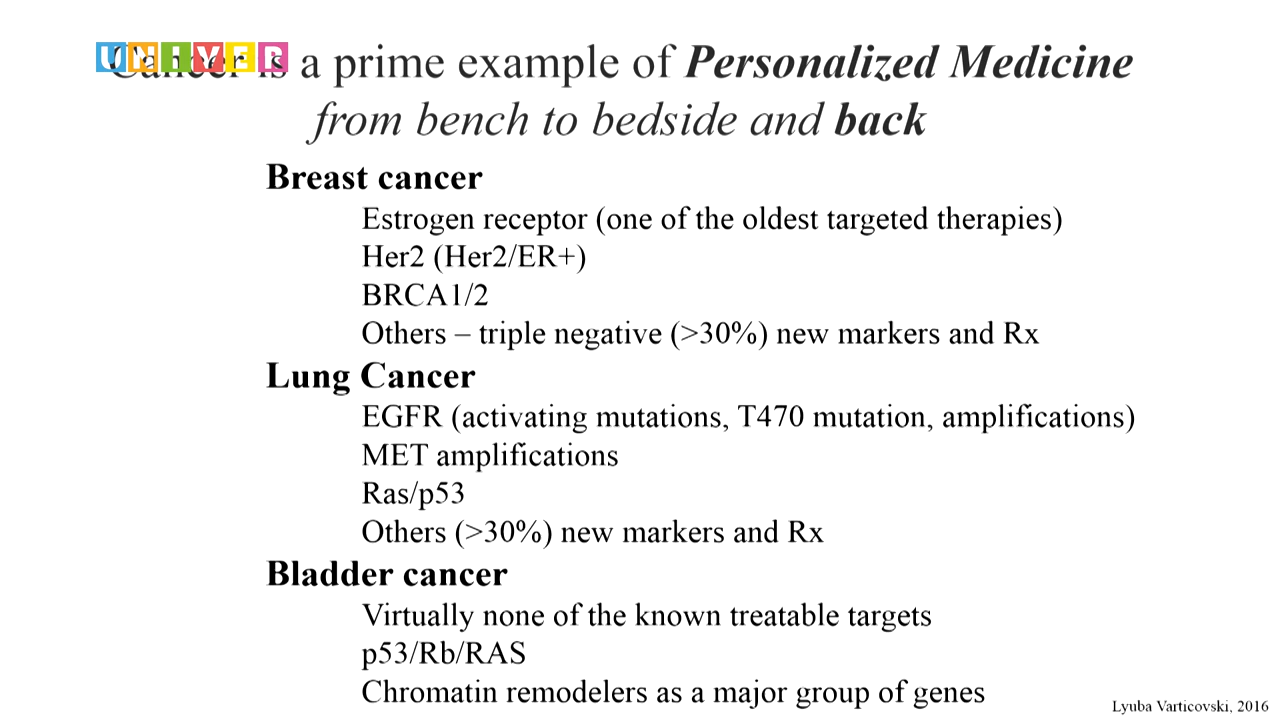 UNIVER
Cancer is a prime example of Personalized Medicine
from bench to bedside and back
Breast cancer
Estrogen receptor (one of the oldest targeted therapies)
Her2 (Her2/ER+)
BRCA1/2
Others – triple negative (>30%) new markers and Rx
Lung Cancer
EGFR (activating mutations, T470 mutation, amplifications)
MET amplifications
Ras/p53
Others (>30%) new markers and Rx
Bladder cancer
Virtually none of the known treatable targets
p53/Rb/RAS
Chromatin remodelers as a major group of genes
Lyuba Varticovski, 2016